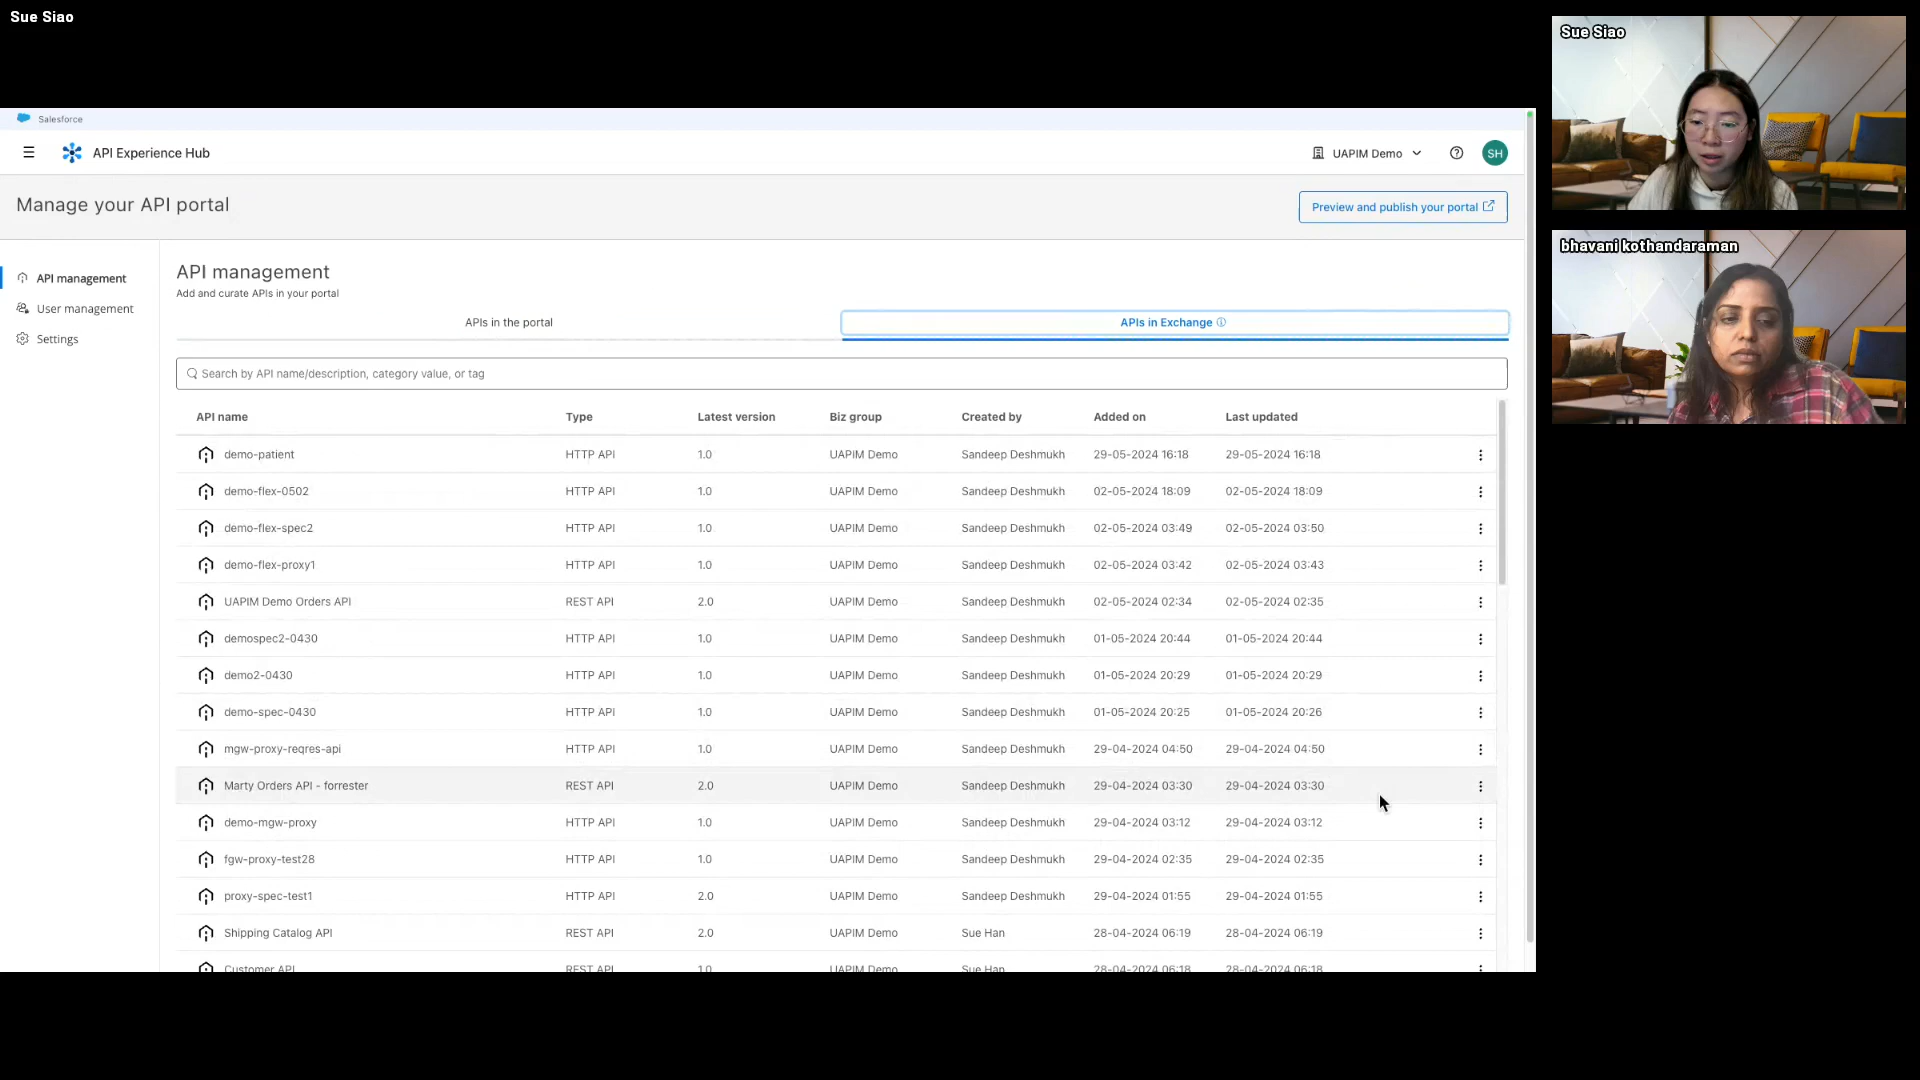 Sue Siao
Sue Siao
bhavani kothandaraman
Salesforce
API Experience Hub
UAPIM Demo
SH
Manage your API portal
Preview and publish your portal
API management
User management
Settings
API management
Add and curate APIs in your portal
APIs in the portal
APIs in Exchange
Search by API name/description, category value, or tag
API name Type Latest version Biz group Created by Added on Last updated
demo-patient HTTP API 1.0 UAPIM Demo Sandeep Deshmukh 29-05-2024 16:18 29-05-2024 16:18
demo-flex-0502 HTTP API 1.0 UAPIM Demo Sandeep Deshmukh 02-05-2024 18:09 02-05-2024 18:09
demo-flex-spec2 HTTP API 1.0 UAPIM Demo Sandeep Deshmukh 02-05-2024 03:49 02-05-2024 03:50
demo-flex-proxy1 HTTP API 1.0 UAPIM Demo Sandeep Deshmukh 02-05-2024 03:42 02-05-2024 03:43
UAPIM Demo Orders API REST API 2.0 UAPIM Demo Sandeep Deshmukh 02-05-2024 02:34 02-05-2024 02:35
demospec2-0430 HTTP API 1.0 UAPIM Demo Sandeep Deshmukh 01-05-2024 20:44 01-05-2024 20:44
demo2-0430 HTTP API 1.0 UAPIM Demo Sandeep Deshmukh 01-05-2024 20:29 01-05-2024 20:29
demo-spec-0430 HTTP API 1.0 UAPIM Demo Sandeep Deshmukh 01-05-2024 20:25 01-05-2024 20:26
mgw-proxy-reqres-api HTTP API 1.0 UAPIM Demo Sandeep Deshmukh 29-04-2024 04:50 29-04-2024 04:50
Marty Orders API - forrester REST API 2.0 UAPIM Demo Sandeep Deshmukh 29-04-2024 03:30 29-04-2024 03:30
demo-mgw-proxy HTTP API 1.0 UAPIM Demo Sandeep Deshmukh 29-04-2024 03:12 29-04-2024 03:12
fgw-proxy-test28 HTTP API 1.0 UAPIM Demo Sandeep Deshmukh 29-04-2024 02:35 29-04-2024 02:35
proxy-spec-test1 HTTP API 2.0 UAPIM Demo Sandeep Deshmukh 29-04-2024 01:55 29-04-2024 01:55
Shipping Catalog API REST API 2.0 UAPIM Demo Sue Han 28-04-2024 06:19 28-04-2024 06:19
Customer API REST API 1.0 UAPIM Demo Sue Han 28-04-2024 06:18 28-04-2024 06:18